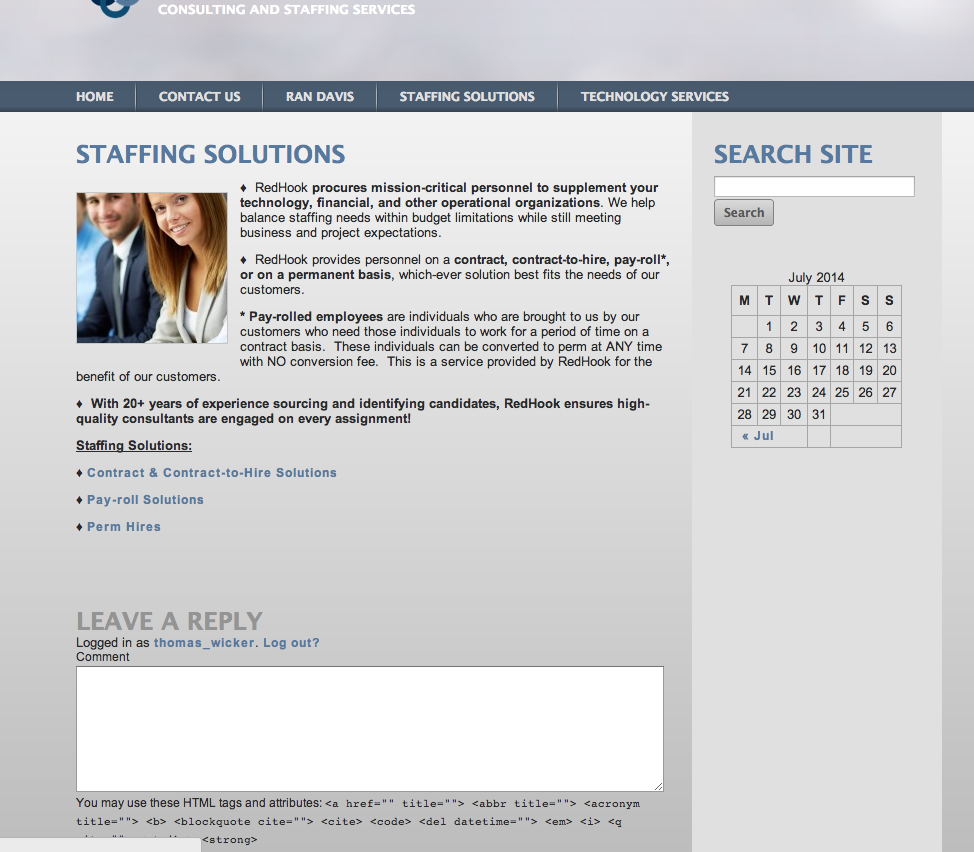 CONSULTING AND STAFFING SERVICES
HOME CONTACT US RAN DAVIS STAFFING SOLUTIONS TECHNOLOGY SERVICES
STAFFING SOLUTIONS
♦ RedHook procures mission-critical personnel to supplement your
technology, financial, and other operational organizations. We help
balance staffing needs within budget limitations while still meeting
business and project expectations.
♦ RedHook provides personnel on a contract, contract-to-hire, pay-roll*,
or on a permanent basis, which-ever solution best fits the needs of our
customers.
* Pay-rolled employees are individuals who are brought to us by our
customers who need those individuals to work for a period of time on a
contract basis. These individuals can be converted to perm at ANY time
with NO conversion fee. This is a service provided by RedHook for the
benefit of our customers.
♦ With 20+ years of experience sourcing and identifying candidates, RedHook ensures high-
quality consultants are engaged on every assignment!
Staffing Solutions:
♦ Contract & Contract-to-Hire Solutions
♦ Pay-roll Solutions
♦ Perm Hires
LEAVE A REPLY
Logged in as thomas_wicker. Log out?
Comment
You may use these HTML tags and attributes: <a href="" title=""> <abbr title=""> <acronym
title=""> <b> <blockquote cite=""> <cite> <code> <del datetime=""> <em> <i> <q
<strong>
SEARCH SITE
Search
July 2014
M T W T F S S
1 2 3 4 5 6
7 8 9 10 11 12 13
14 15 16 17 18 19 20
21 22 23 24 25 26 27
28 29 30 31
« Jul